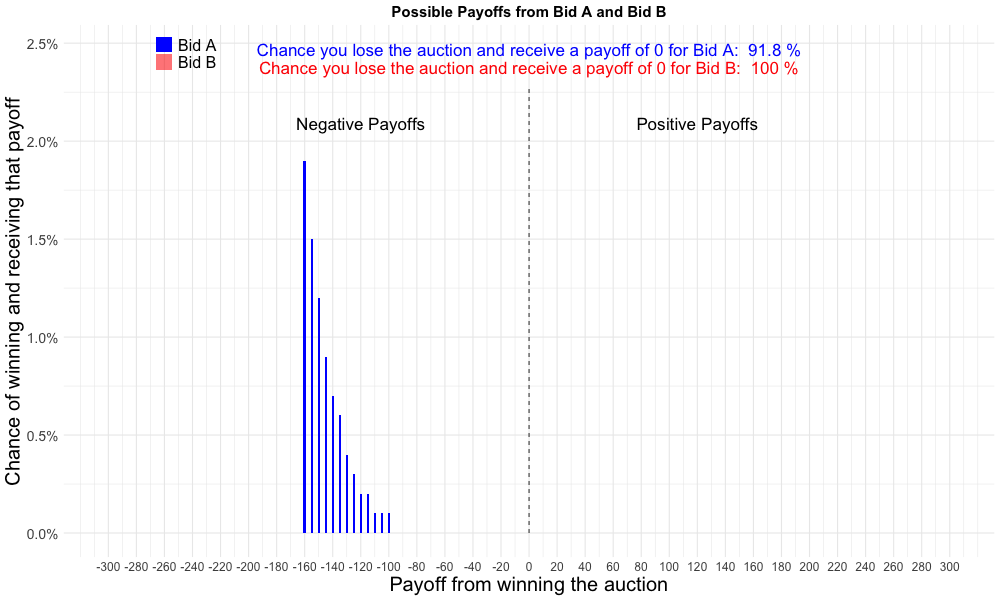 Possible Payoffs from Bid A and Bid B
Bid A
Bid B
Chance you lose the auction and receive a payoff of 0 for Bid A: 91.8 %
Chance you lose the auction and receive a payoff of 0 for Bid B: 100 %
Negative Payoffs
Positive Payoffs
Chance of winning and receiving that payoff
2.5%
2.0%
1.5%
1.0%
0.5%
0.0%
-300 -280 -260 -240 -220 -200 -180 -160 -140 -120 -100 -80 -60 -40 -20 0 20 40 60 80 100 120 140 160 180 200 220 240 260 280 300
Payoff from winning the auction